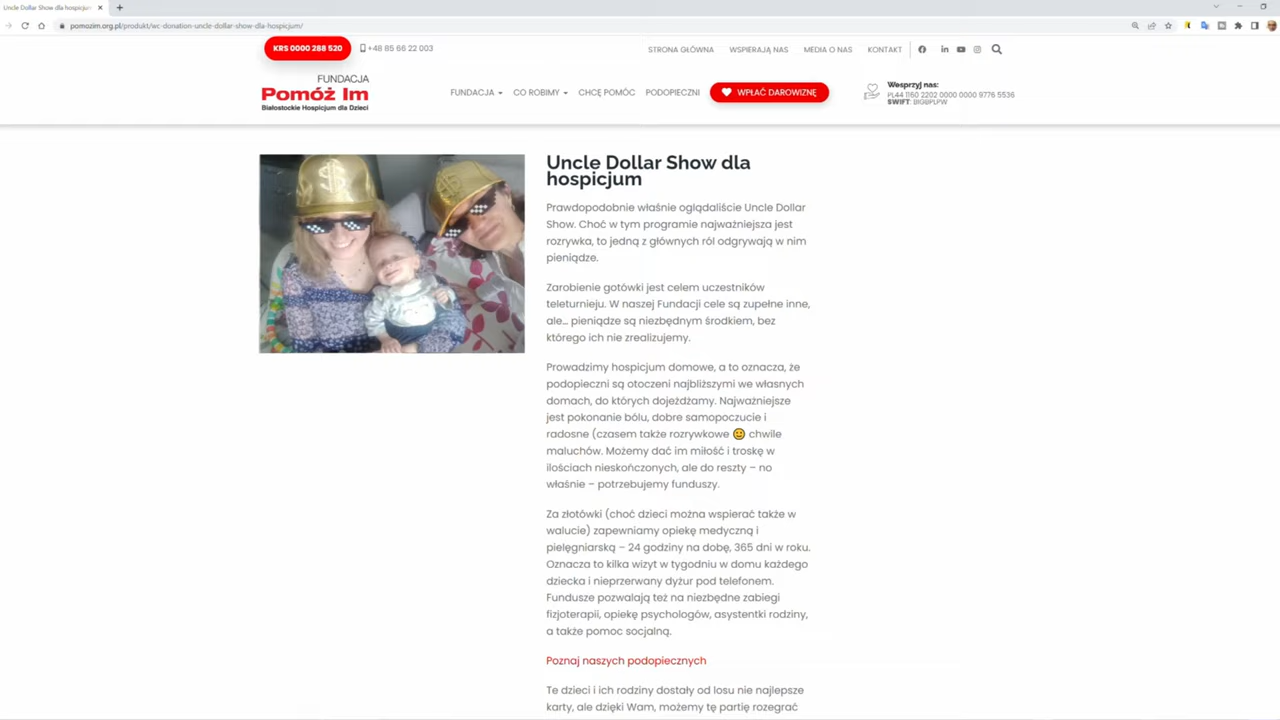 Uncle Dollar Show dla hospicju
pomozim.org.pl/produkt/wc-donation-uncle-dollar-show-dla-hospicjum/
KRS 0000 288 520
+48 85 66 22 003
STRONA GŁÓWNA
WSPIERAJĄ NAS
MEDIA O NAS
KONTAKT
FUNDACJA
Pomóż Im
Białostockie Hospicjum dla Dzieci
FUNDACJA
CO ROBIMY
CHCĘ POMÓC
PODOPIECZNI
WPŁAĆ DAROWIZNĘ
Wesprzyj nas:
PL44 1160 2202 0000 0000 9776 5536
SWIFT: BIGBPLPW
Uncle Dollar Show dla
hospicjum
Prawdopodobnie właśnie oglądaliście Uncle Dollar
Show. Choć w tym programie najważniejsza jest
rozrywka, to jedną z głównych ról odgrywają w nim
pieniądze.
Zarobienie gotówki jest celem uczestników
teleturnieju. W naszej Fundacji cele są zupełne inne,
ale... pieniądze są niezbędnym środkiem, bez
którego ich nie zrealizujemy.
Prowadzimy hospicjum domowe, a to oznacza, że
podopieczni są otoczeni najbliższymi we własnych
domach, do których dojeżdżamy. Najważniejsze
jest pokonanie bólu, dobre samopoczucie i
radosne (czasem także rozrywkowe 🙂 chwile
maluchów. Możemy dać im miłość i troskę w
ilościach nieskończonych, ale do reszty – no
właśnie – potrzebujemy funduszy.
Za złotówki (choć dzieci można wspierać także w
walucie) zapewniamy opiekę medyczną i
pielęgniarską – 24 godziny na dobę, 365 dni w roku.
Oznacza to kilka wizyt w tygodniu w domu każdego
dziecka i nieprzerwany dyżur pod telefonem.
Fundusze pozwalają też na niezbędne zabiegi
fizjoterapii, opiekę psychologów, asystentki rodziny,
a także pomoc socjalną.
Poznaj naszych podopiecznych
Te dzieci i ich rodziny dostały od losu nie najlepsze
karty, ale dzięki Wam, możemy tę partię rozegrać